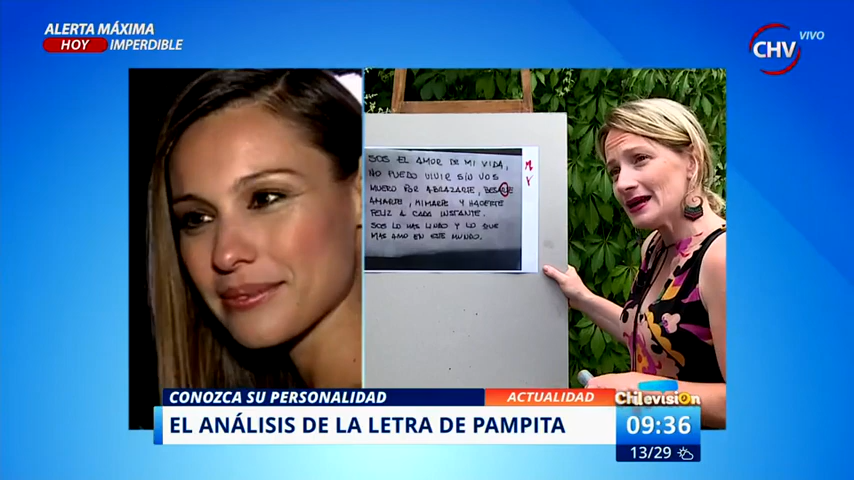 ALERTA MÁXIMA
HOY IMPERDIBLE
CHV VIVO
SOS EL AMOR DE MI VIDA,
NO PUEDO VIVIR SIN VOS
MUERO POR ABRAZARTE, BESARTE
AMARTE, MIMARTE Y HACERTE
FELIZ A CADA INSTANTE.
SOS LO MAS LINDO Y LO QUE
MAS AMO EN ESTE MUNDO.
M
Y
CONOZCA SU PERSONALIDAD
ACTUALIDAD
Chilevisión
EL ANÁLISIS DE LA LETRA DE PAMPITA
09:36
13/29